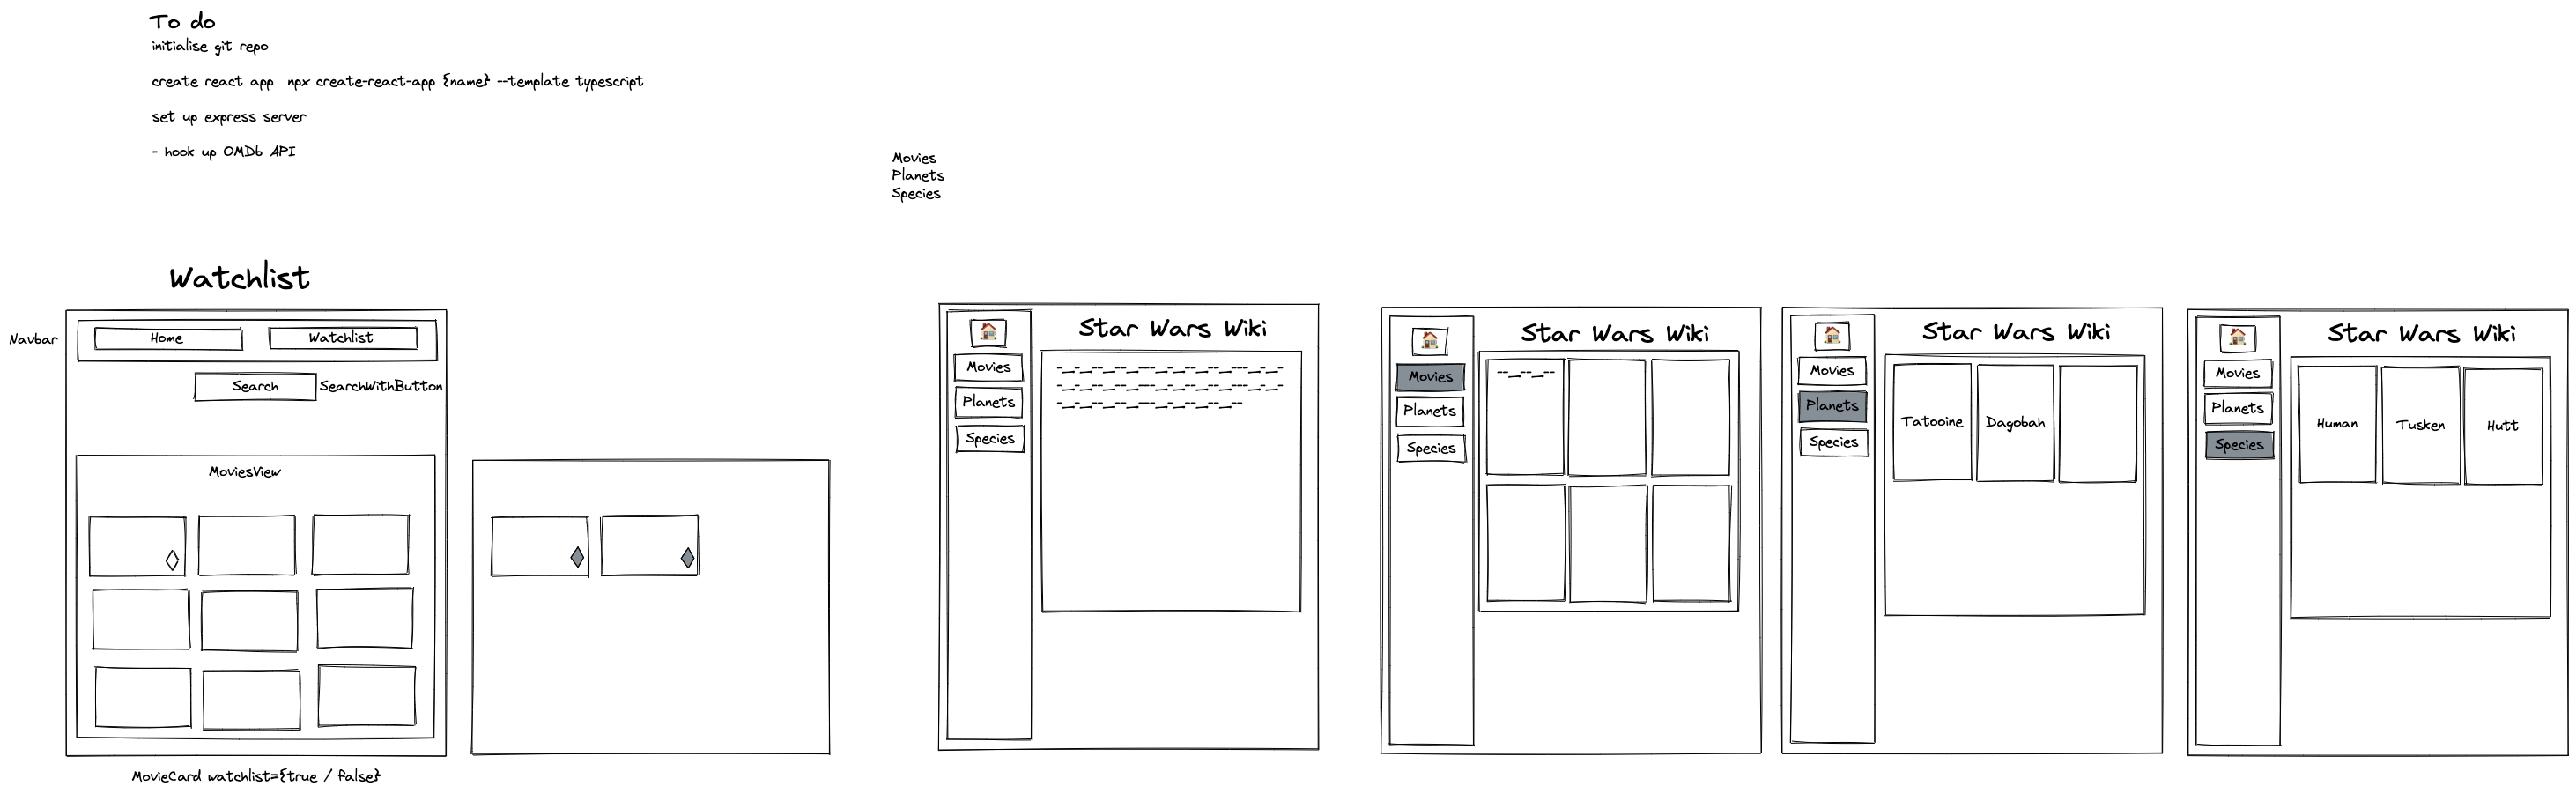 To do
initialise git repo
create react app npx create-react-app {name} --template typescript
set up express server
- hook up OMDb API
Movies
Planets
Species
Watchlist
Navbar
Home
Watchlist
Search
SearchWithButton
MoviesView
MovieCard watchlist={true / false}
Star Wars Wiki
Movies
Planets
Species
Star Wars Wiki
Movies
Planets
Species
Star Wars Wiki
Movies
Planets
Species
Tatooine
Dagobah
Star Wars Wiki
Movies
Planets
Species
Human
Tusken
Hutt